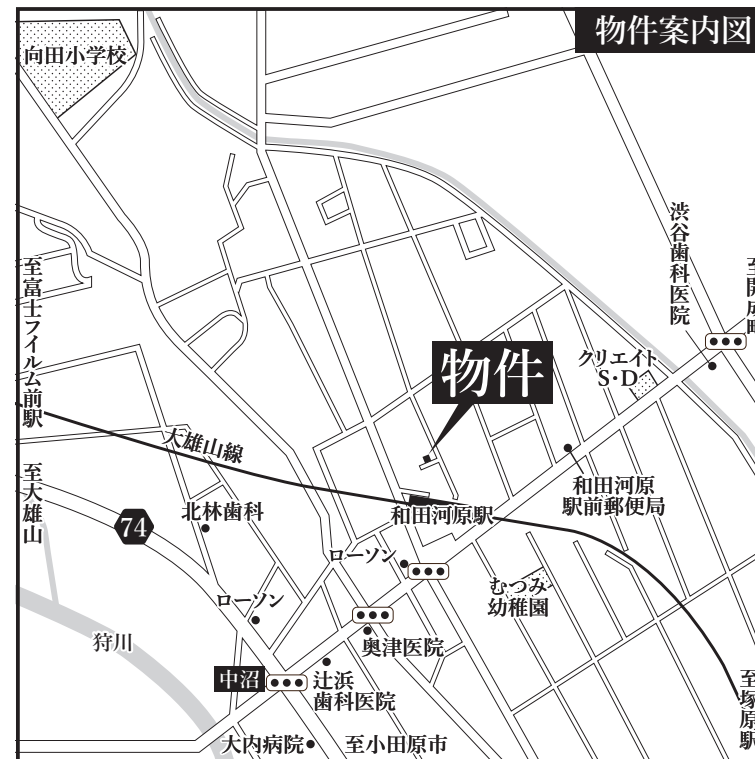 物件案内図
向田小学校
渋谷歯科医院
至開成町
至富士フイルム前駅
クリエイト
S・D
物件
大雄山線
至大雄山
74
北林歯科
和田河原駅
和田河原
駅前郵便局
ローソン
むつみ
幼稚園
ローソン
奥津医院
狩川
中沼
辻浜
歯科医院
至塚原駅
大内病院
至小田原市